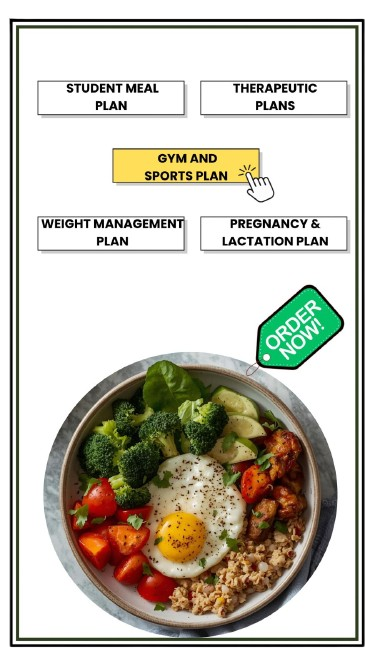 STUDENT MEAL
PLAN
THERAPEUTIC
PLANS
GYM AND
SPORTS PLAN
WEIGHT MANAGEMENT
PLAN
PREGNANCY &
LACTATION PLAN
ORDER
NOW!